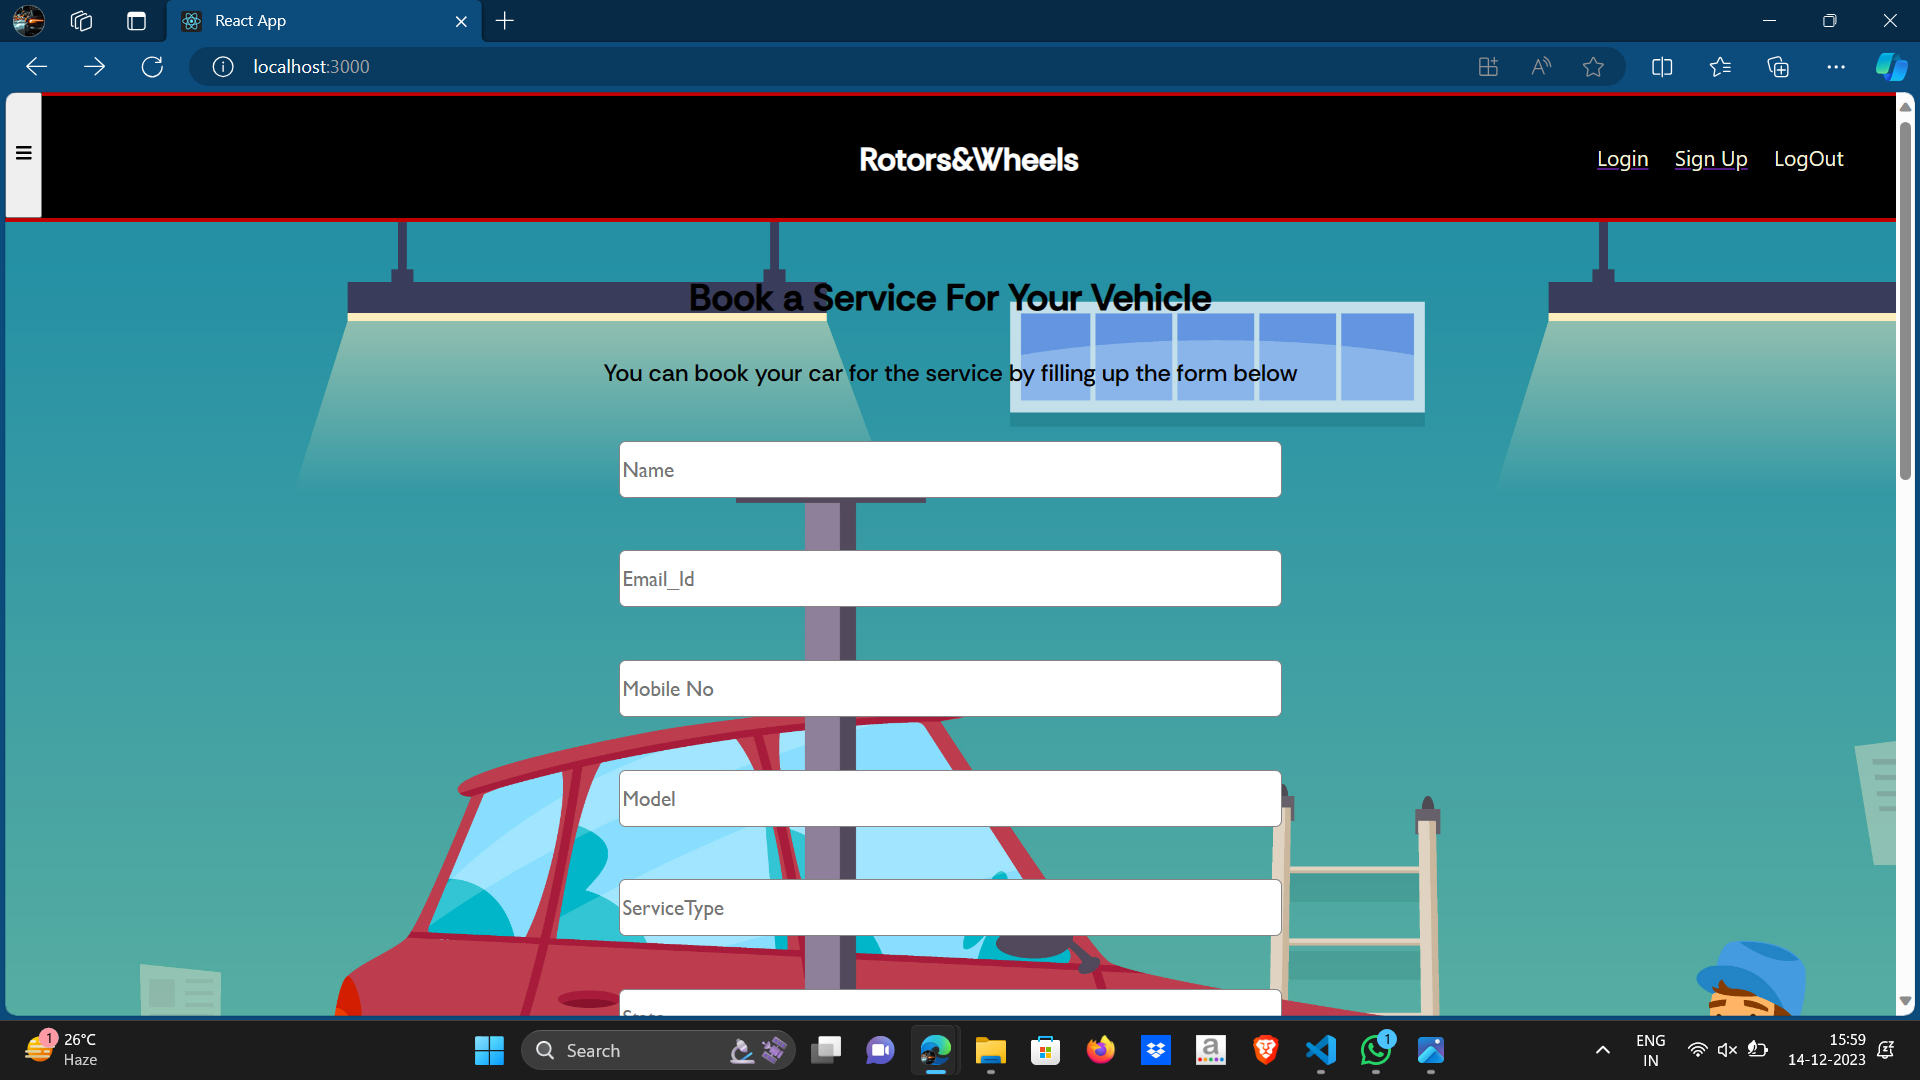 React App
localhost:3000
Rotors&Wheels
Login Sign Up LogOut
Book a Service For Your Vehicle
You can book your car for the service by filling up the form below
Name
Email_Id
Mobile No
Model
ServiceType
1
26°C
Haze
Search
a
1
ENG
IN
15:59
14-12-2023